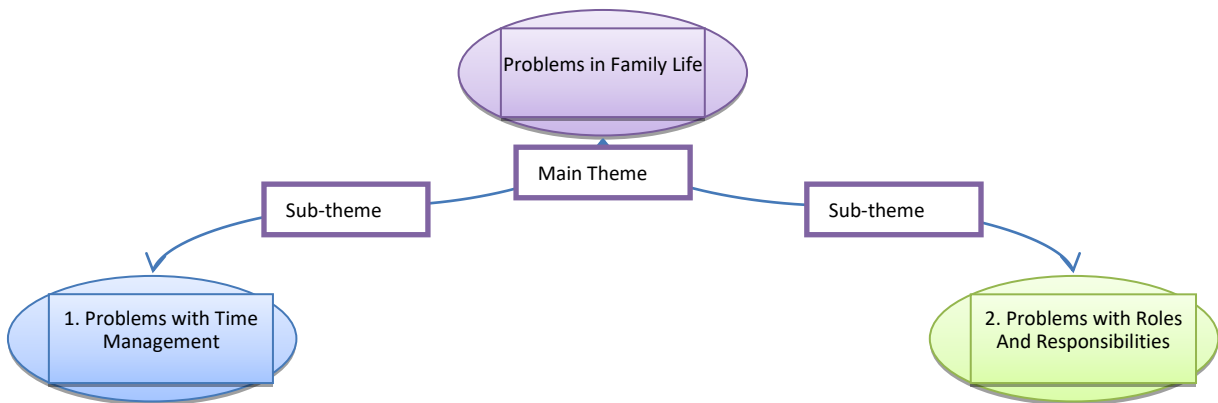 Problems in Family Life
Main Theme
Sub-theme
Sub-theme
1. Problems with Time
Management
2. Problems with Roles
And Responsibilities